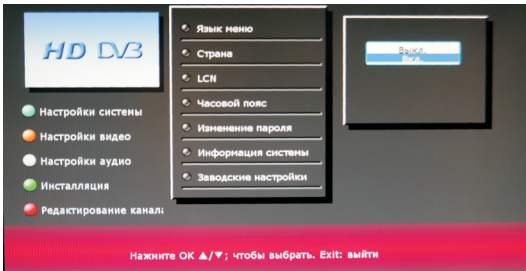 HD DVB
Настройки системы
Настройки видео
Настройки аудио
Инсталляция
Редактирование канала
Язык меню
Страна
LCN
Часовой пояс
Изменение пароля
Информация системы
Заводские настройки
Выкл.
Вкл.
Нажмите OK ▲/▼; чтобы выбрать. Exit: выйти